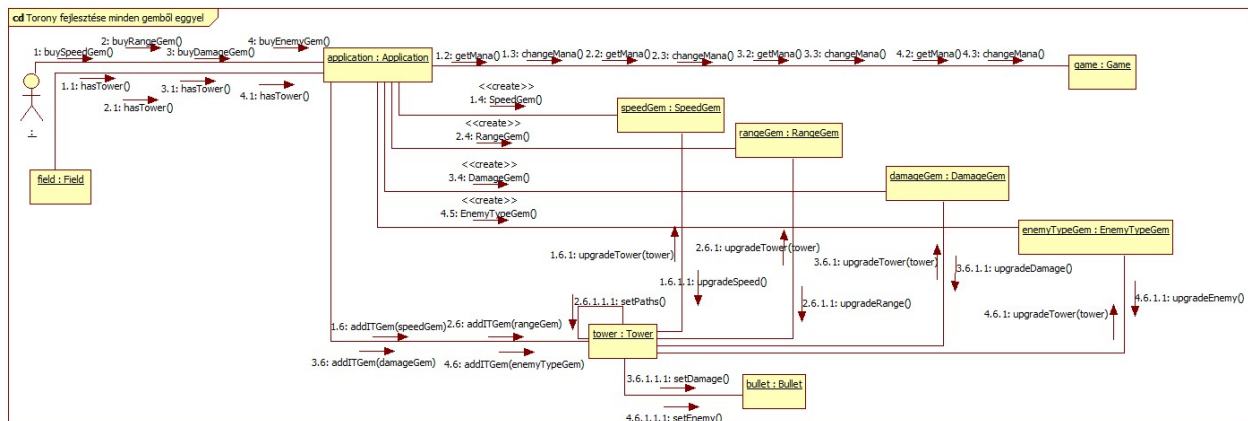 cd Torony fejlesztése minden gemből eggyel
1: buySpeedGem()
2: buyRangeGem()
3: buyDamageGem()
4: buyEnemyGem()
application : Application
1.2: getMana()
1.3: changeMana()
2.2: getMana()
2.3: changeMana()
3.2: getMana()
3.3: changeMana()
4.2: getMana()
4.3: changeMana()
game : Game
1.1: hasTower()
2.1: hasTower()
3.1: hasTower()
4.1: hasTower()
:
field : Field
<<create>>
1.4: SpeedGem()
speedGem : SpeedGem
<<create>>
2.4: RangeGem()
rangeGem : RangeGem
<<create>>
3.4: DamageGem()
damageGem : DamageGem
<<create>>
4.5: EnemyTypeGem()
enemyTypeGem : EnemyTypeGem
1.6.1: upgradeTower(tower)
2.6.1: upgradeTower(tower)
3.6.1: upgradeTower(tower)
3.6.1.1: upgradeDamage()
1.6.1.1: upgradeSpeed()
2.6.1.1: upgradeRange()
4.6.1: upgradeTower(tower)
4.6.1.1: upgradeEnemy()
2.6.1.1.1: setPaths()
1.6: addITGem(speedGem)
2.6: addITGem(rangeGem)
3.6: addITGem(damageGem)
4.6: addITGem(enemyTypeGem)
tower : Tower
3.6.1.1.1: setDamage()
4.6.1.1.1: setEnemy()
bullet : Bullet